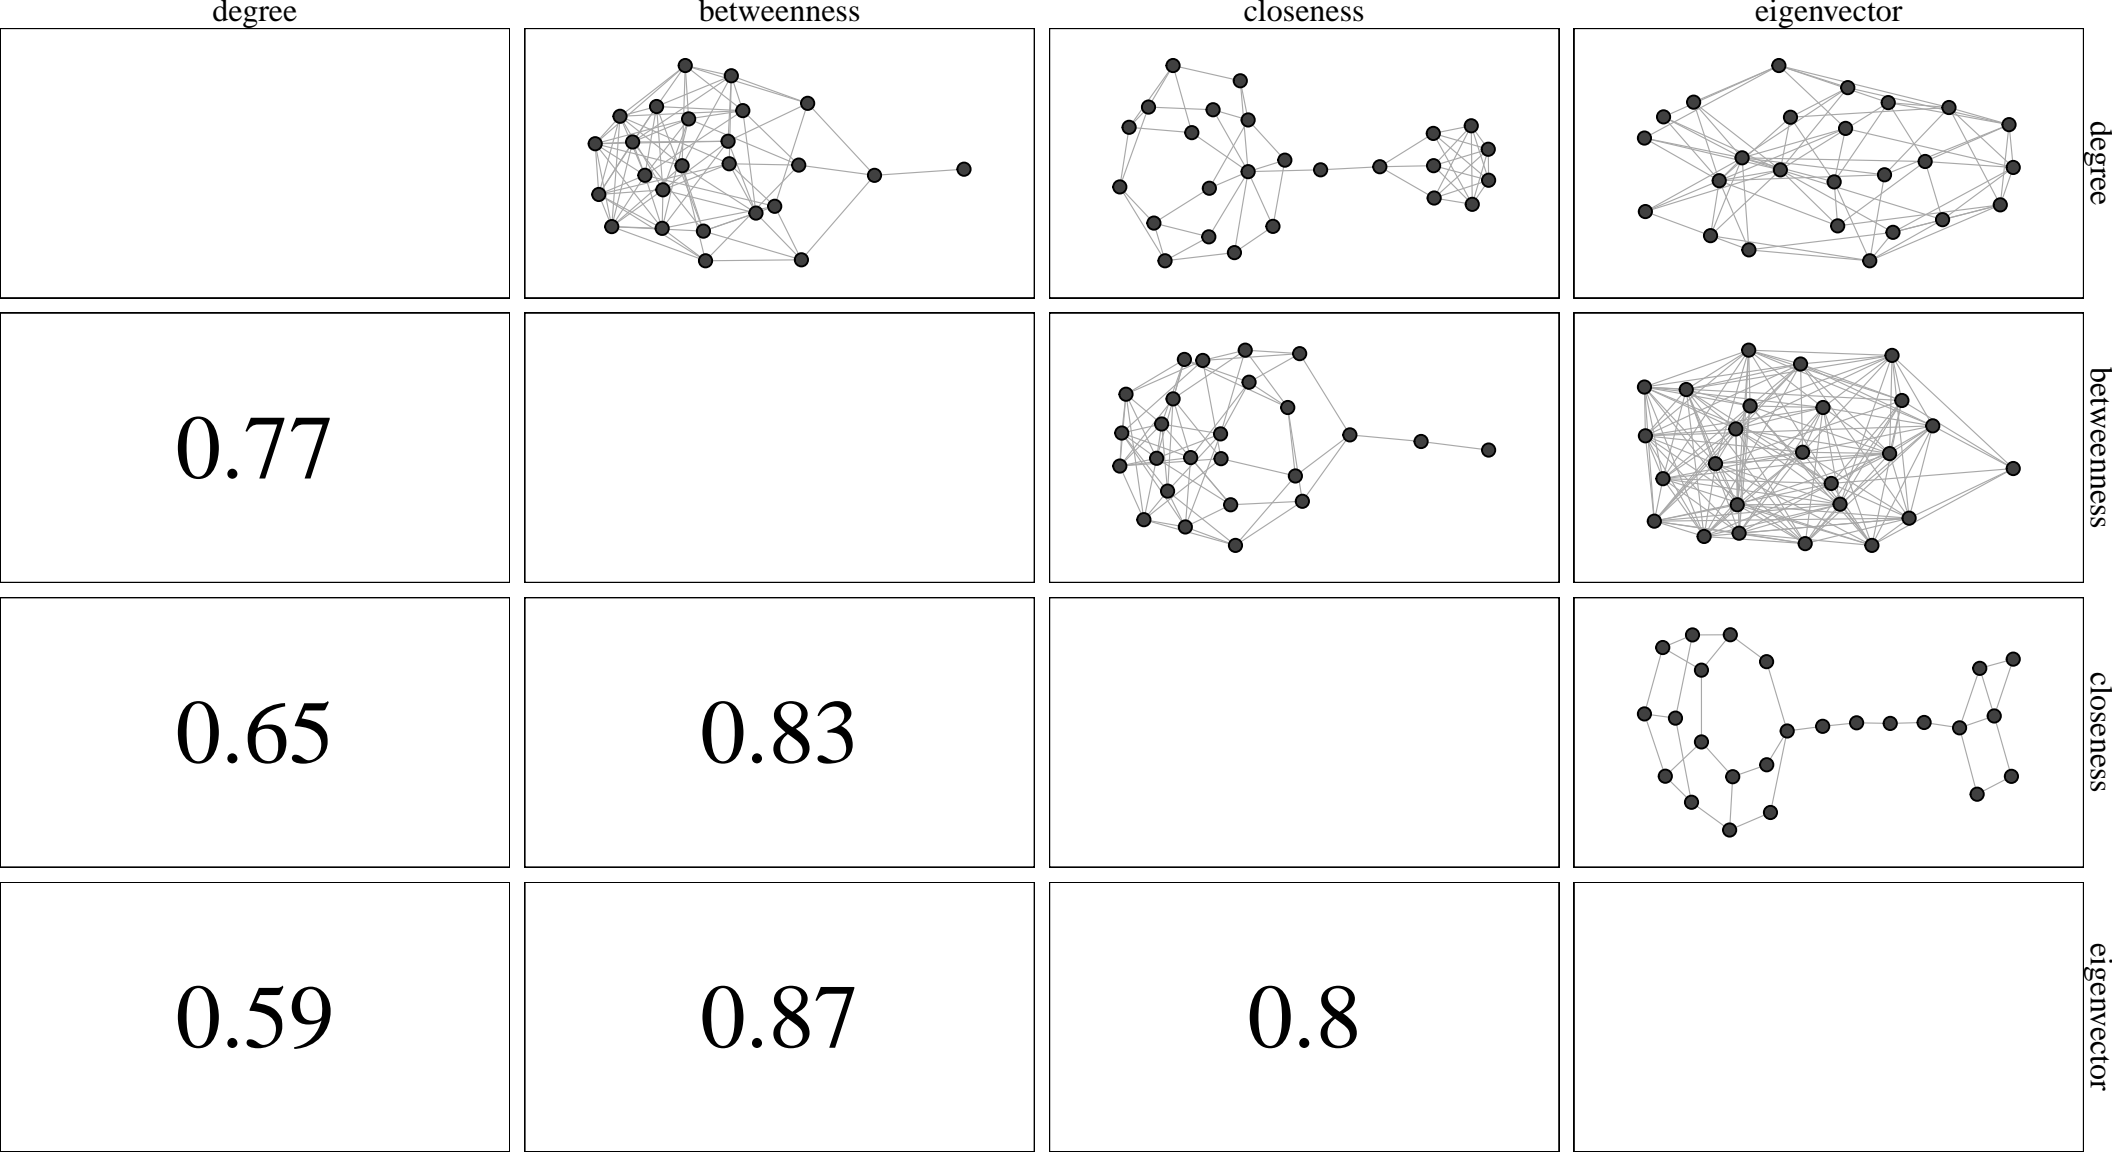 degree
betweenness
closeness
eigenvector
degree
0.77
betweenness
0.65
0.83
closeness
0.59
0.87
0.8
eigenvector